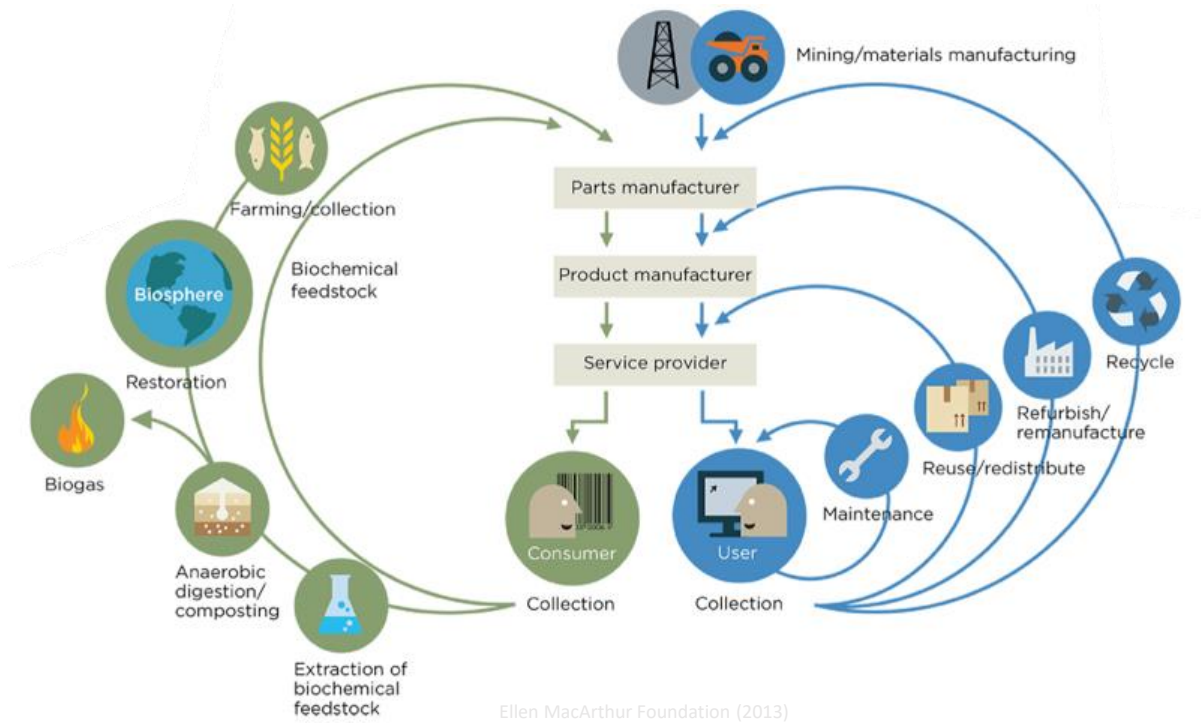 Mining/materials manufacturing
Farming/collection
Parts manufacturer
Biochemical
feedstock
Product manufacturer
Biosphere
Restoration
Service provider
Recycle
Refurbish/
remanufacture
Reuse/redistribute
Biogas
Maintenance
Consumer
User
Anaerobic
digestion/
composting
Collection
Collection
Extraction of
biochemical
feedstock
Ellen MacArthur Foundation (2013)